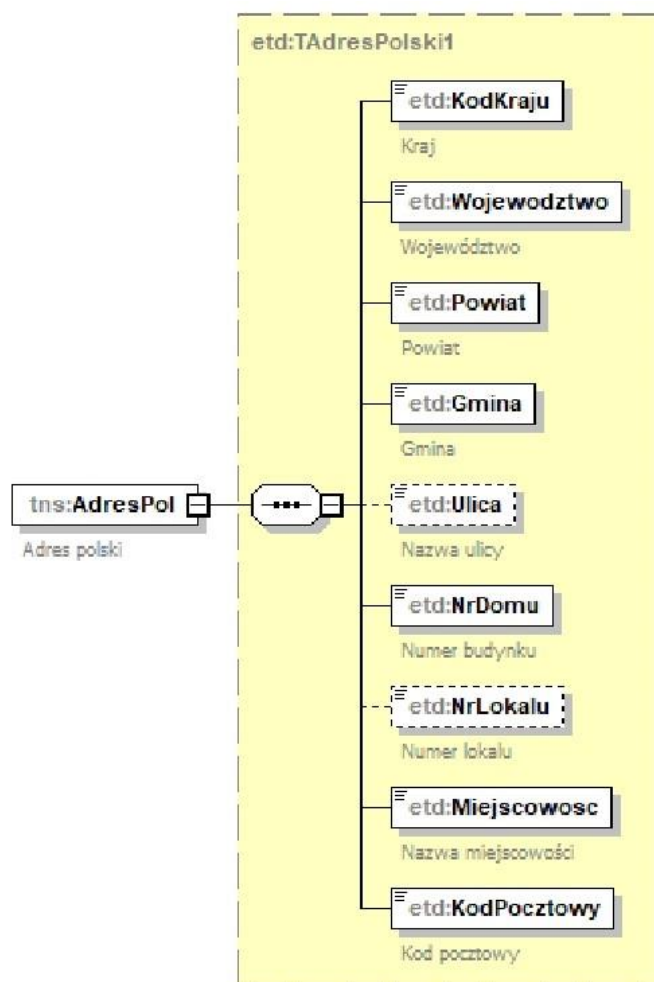 etd:TAdresPolski1
etd:KodKraju
Kraj
etd:Wojewodztwo
Województwo
etd:Powiat
Powiat
etd:Gmina
Gmina
tns:AdresPol
Adres polski
etd:Ulica
Nazwa ulicy
etd:NrDomu
Numer budynku
etd:NrLokalu
Numer lokalu
etd:Miejscowosc
Nazwa miejscowości
etd:KodPocztowy
Kod pocztowy